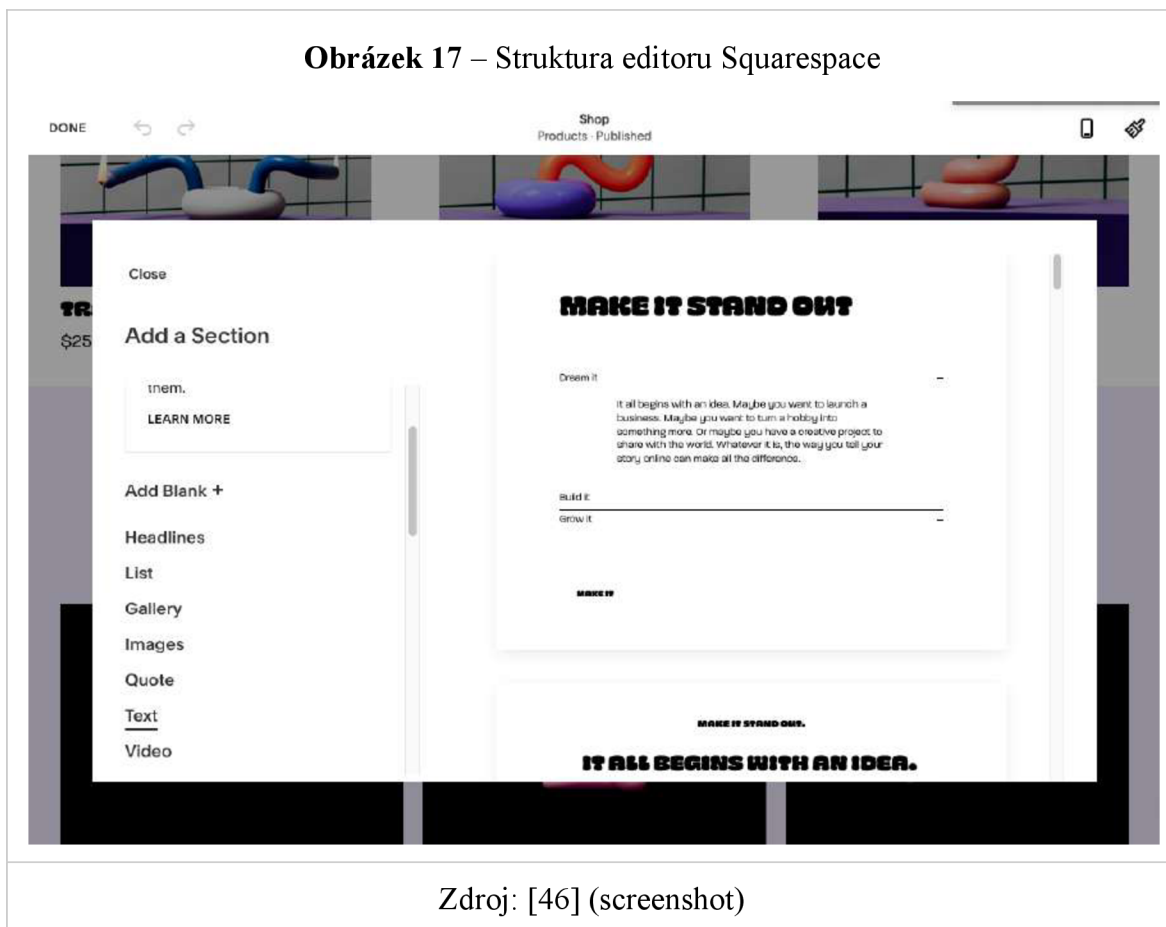 Obrázek 17 – Struktura editoru Squarespace
DONE
Shop
Products · Published
TR
$25
Close
Add a Section
them.
LEARN MORE
Add Blank +
Headlines
List
Gallery
Images
Quote
Text
Video
MAKE IT STAND OUT
Dream it
It all begins with an idea. Maybe you want to launch a
business. Maybe you want to turn a hobby into
something more. Or maybe you have a creative project to
share with the world. Whatever it is, the way you tell your
story online can make all the difference.
Build it
Grow it
MAKE IT
MAKE IT STAND OUT.
IT ALL BEGINS WITH AN IDEA.
Zdroj: [46] (screenshot)